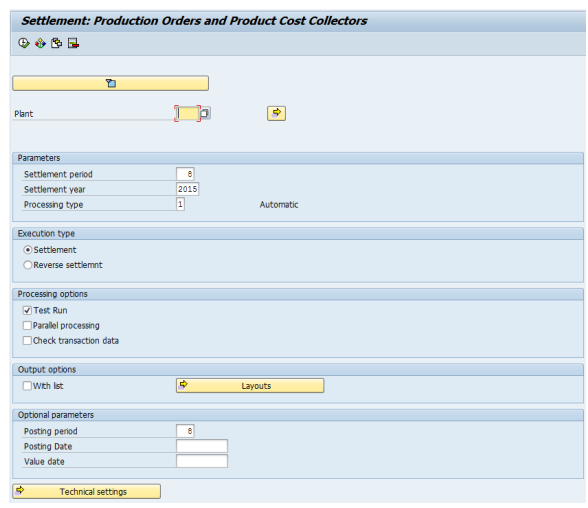 Settlement: Production Orders and Product Cost Collectors
Plant
Parameters
Settlement period 8
Settlement year 2015
Processing type 1 Automatic
Execution type
Settlement
Reverse settlemnt
Processing options
Test Run
Parallel processing
Check transaction data
Output options
With list Layouts
Optional parameters
Posting period 8
Posting Date
Value date
Technical settings